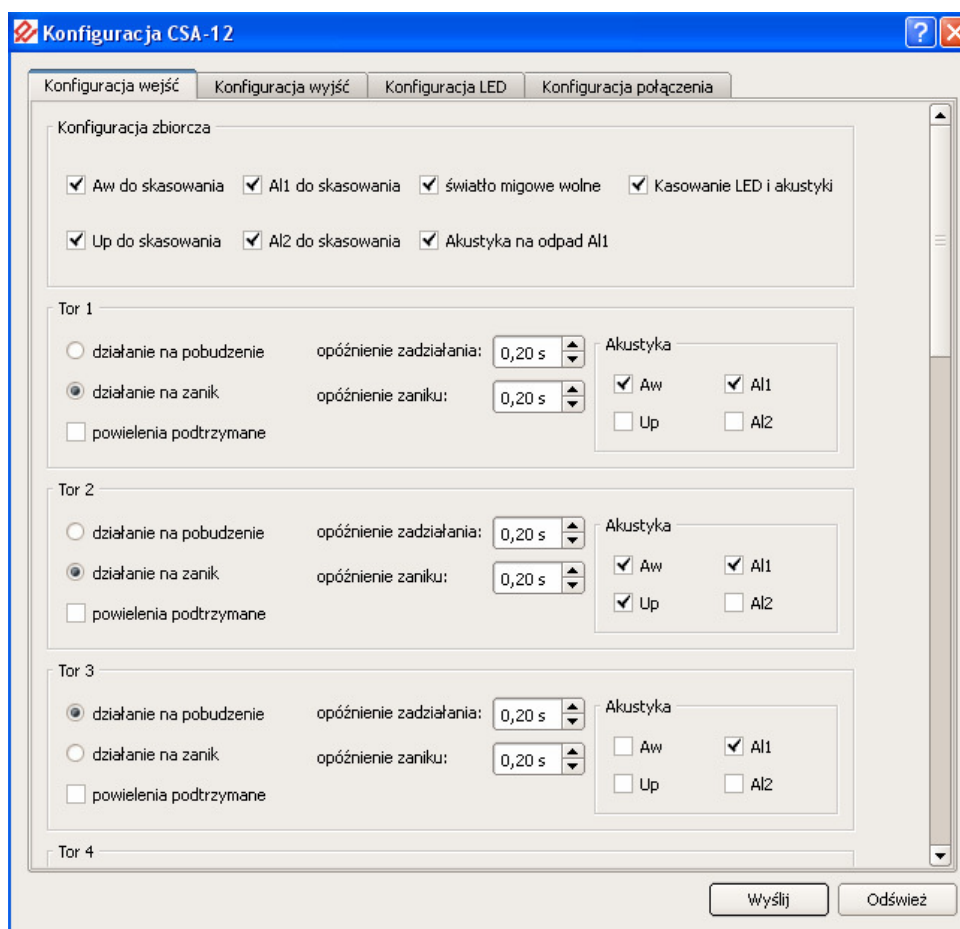 Konfiguracja CSA-12
Konfiguracja wejść Konfiguracja wyjść Konfiguracja LED Konfiguracja połączenia
Konfiguracja zbiorcza
Aw do skasowania Al1 do skasowania światło migowe wolne Kasowanie LED i akustyki
Up do skasowania Al2 do skasowania Akustyka na odpad Al1
Tor 1
działanie na pobudzenie opóźnienie zadziałania: 0,20 s Akustyka
działanie na zanik opóźnienie zaniku: 0,20 s Aw Al1
powielenia podtrzymane Up Al2
Tor 2
działanie na pobudzenie opóźnienie zadziałania: 0,20 s Akustyka
działanie na zanik opóźnienie zaniku: 0,20 s Aw Al1
powielenia podtrzymane Up Al2
Tor 3
działanie na pobudzenie opóźnienie zadziałania: 0,20 s Akustyka
działanie na zanik opóźnienie zaniku: 0,20 s Aw Al1
powielenia podtrzymane Up Al2
Tor 4
Wyślij Odśwież